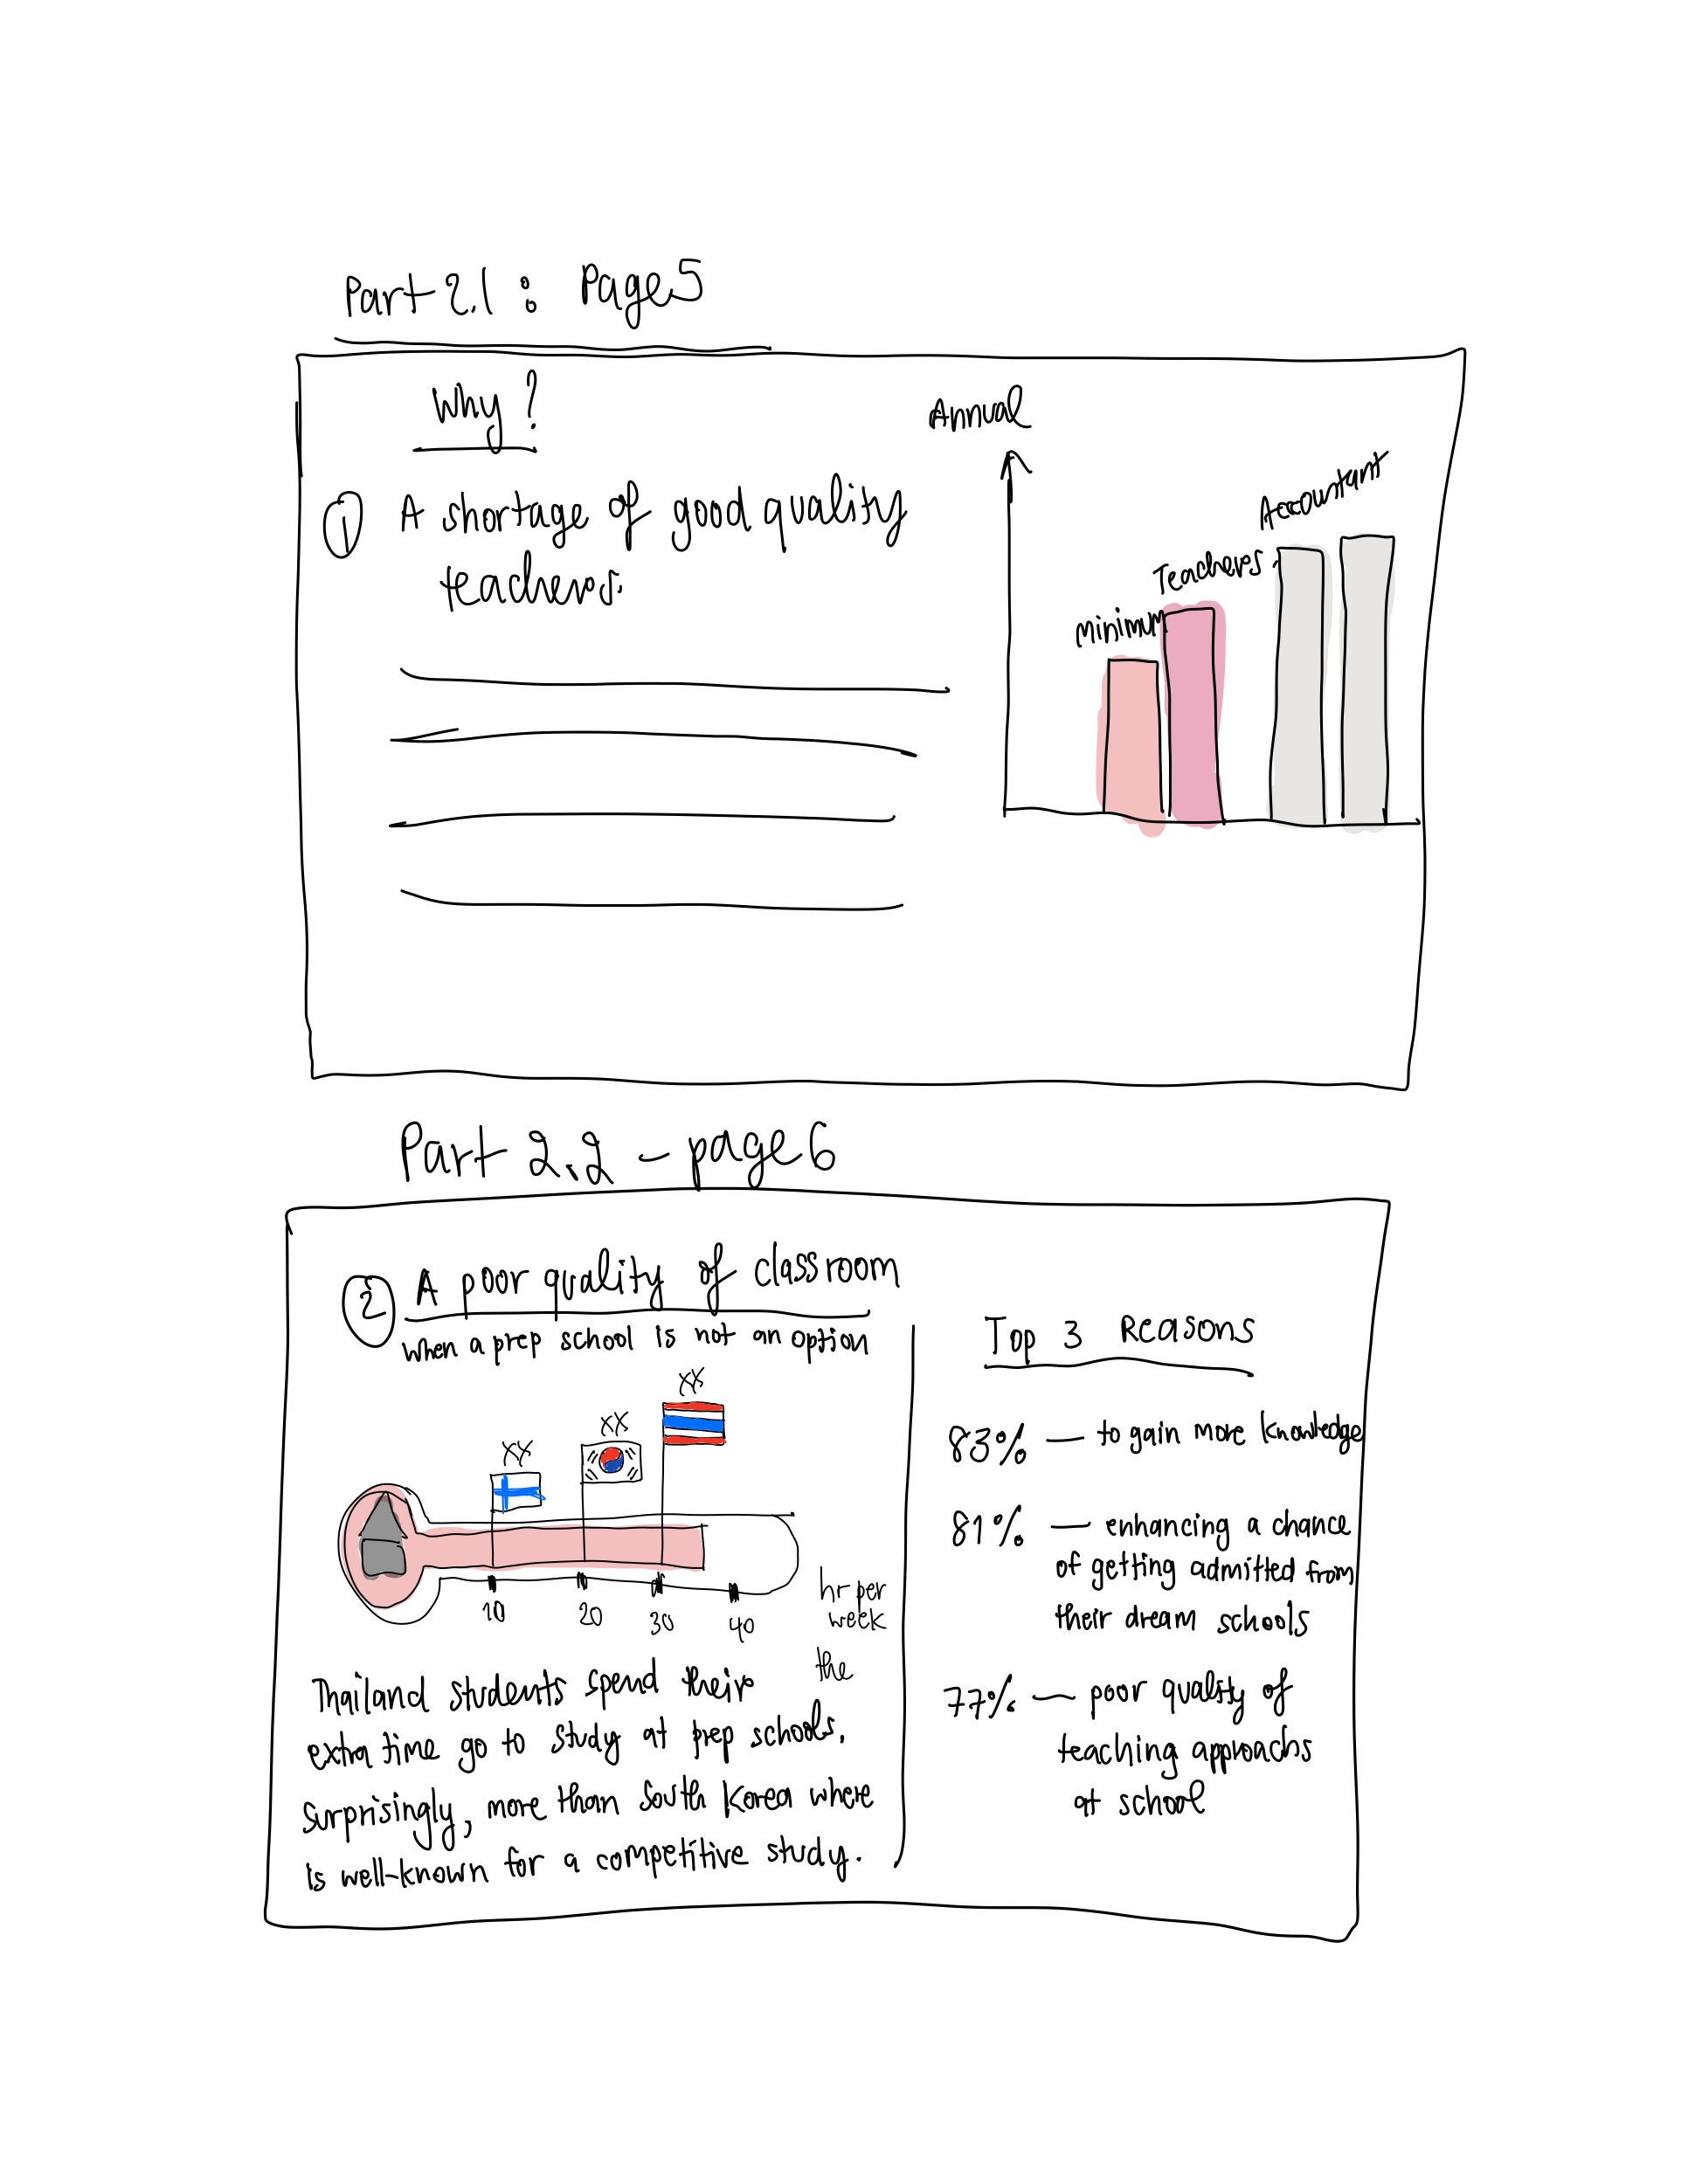 Part 2.1 : Page 5
Why?
① A shortage of good quality
teachers.
Annual
Minimum
Teachers
Accountant
Part 2.2 - page 6
② A poor quality of classroom
when a prep school is not an option
XX
XX
XX
10 20 30 40
hr per
week
the
Thailand students spend their
extra time go to study at prep schools.
Surprisingly, more than South Korea where
is well-known for a competitive study.
Top 3 Reasons
83% — to gain more knowledge
81% — enhancing a chance
of getting admitted from
their dream schools
77% — poor quality of
teaching approachs
at school